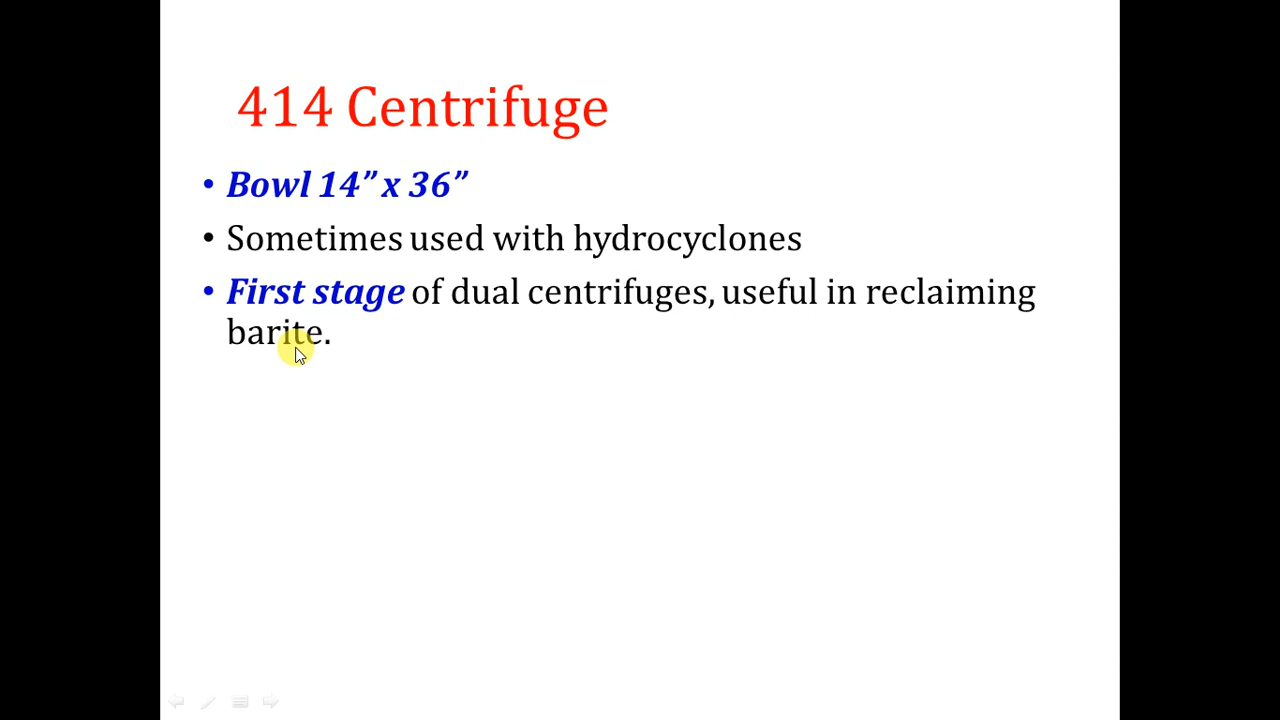 414 Centrifuge
• Bowl 14” x 36”
• Sometimes used with hydrocyclones
• First stage of dual centrifuges, useful in reclaiming
barite.